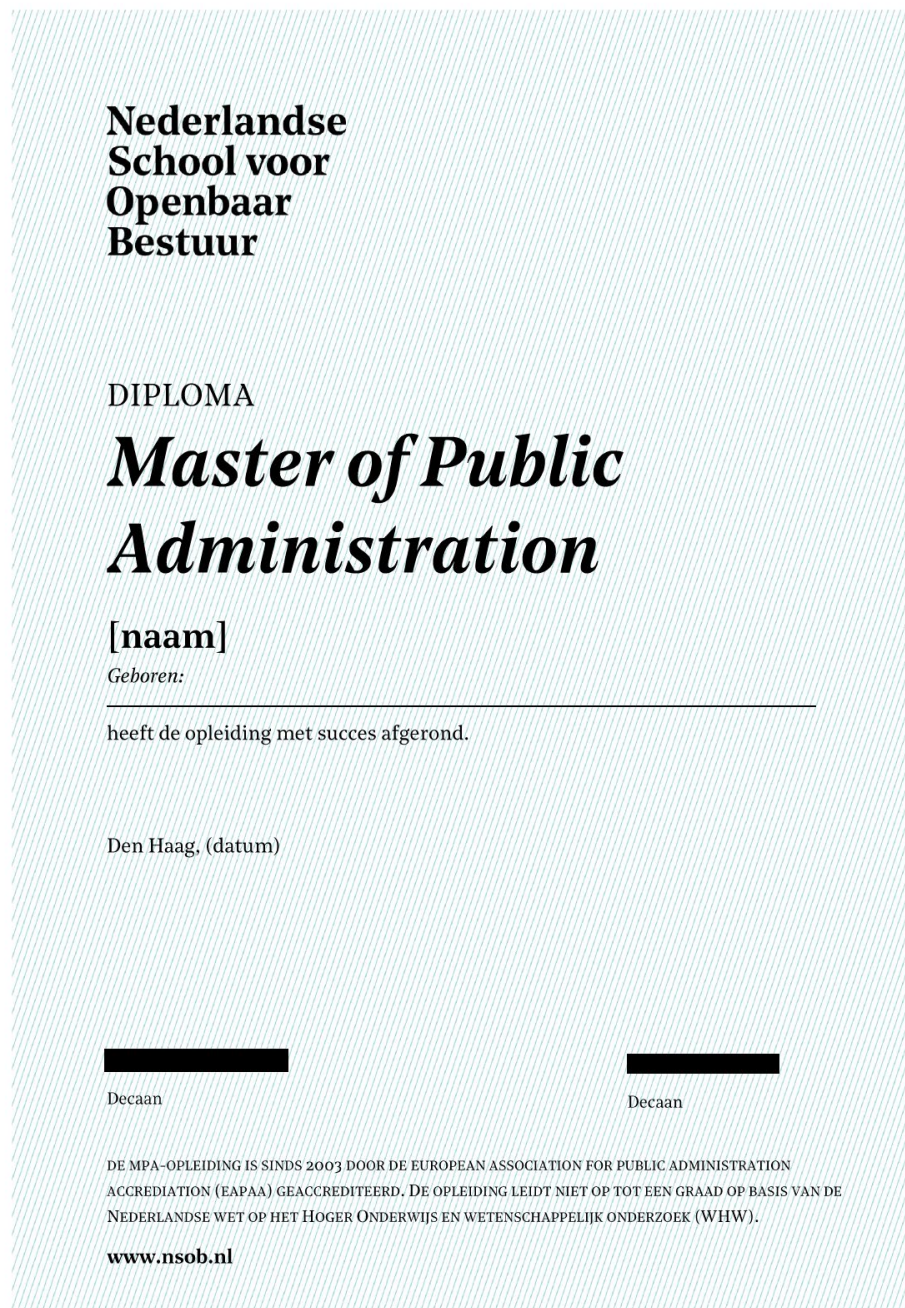 Nederlandse
School voor
Openbaar
Bestuur
DIPLOMA
Master of Public
Administration
[naam]
Geboren:
heeft de opleiding met succes afgerond.
Den Haag, (datum)
Decaan
Decaan
DE MPA-OPLEIDING IS SINDS 2003 DOOR DE EUROPEAN ASSOCIATION FOR PUBLIC ADMINISTRATION
ACCREDIATION (EAPAA) GEACCREDITEERD. DE OPLEIDING LEIDT NIET OP TOT EEN GRAAD OP BASIS VAN DE
NEDERLANDSE WET OP HET HOGER ONDERWIJS EN WETENSCHAPPELIJK ONDERZOEK (WHW).
www.nsob.nl